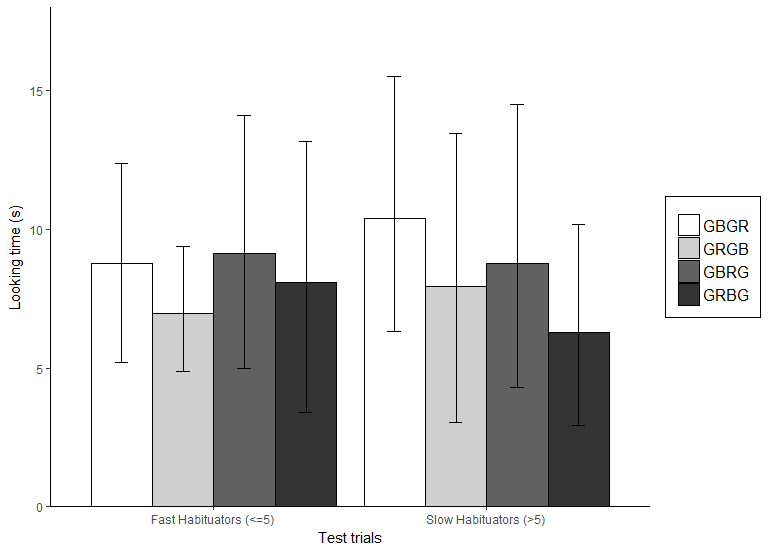 15
10
5
0
Looking time (s)
Fast Habituators (<=5)
Slow Habituators (>5)
Test trials
GBGR
GRGB
GBRG
GRBG